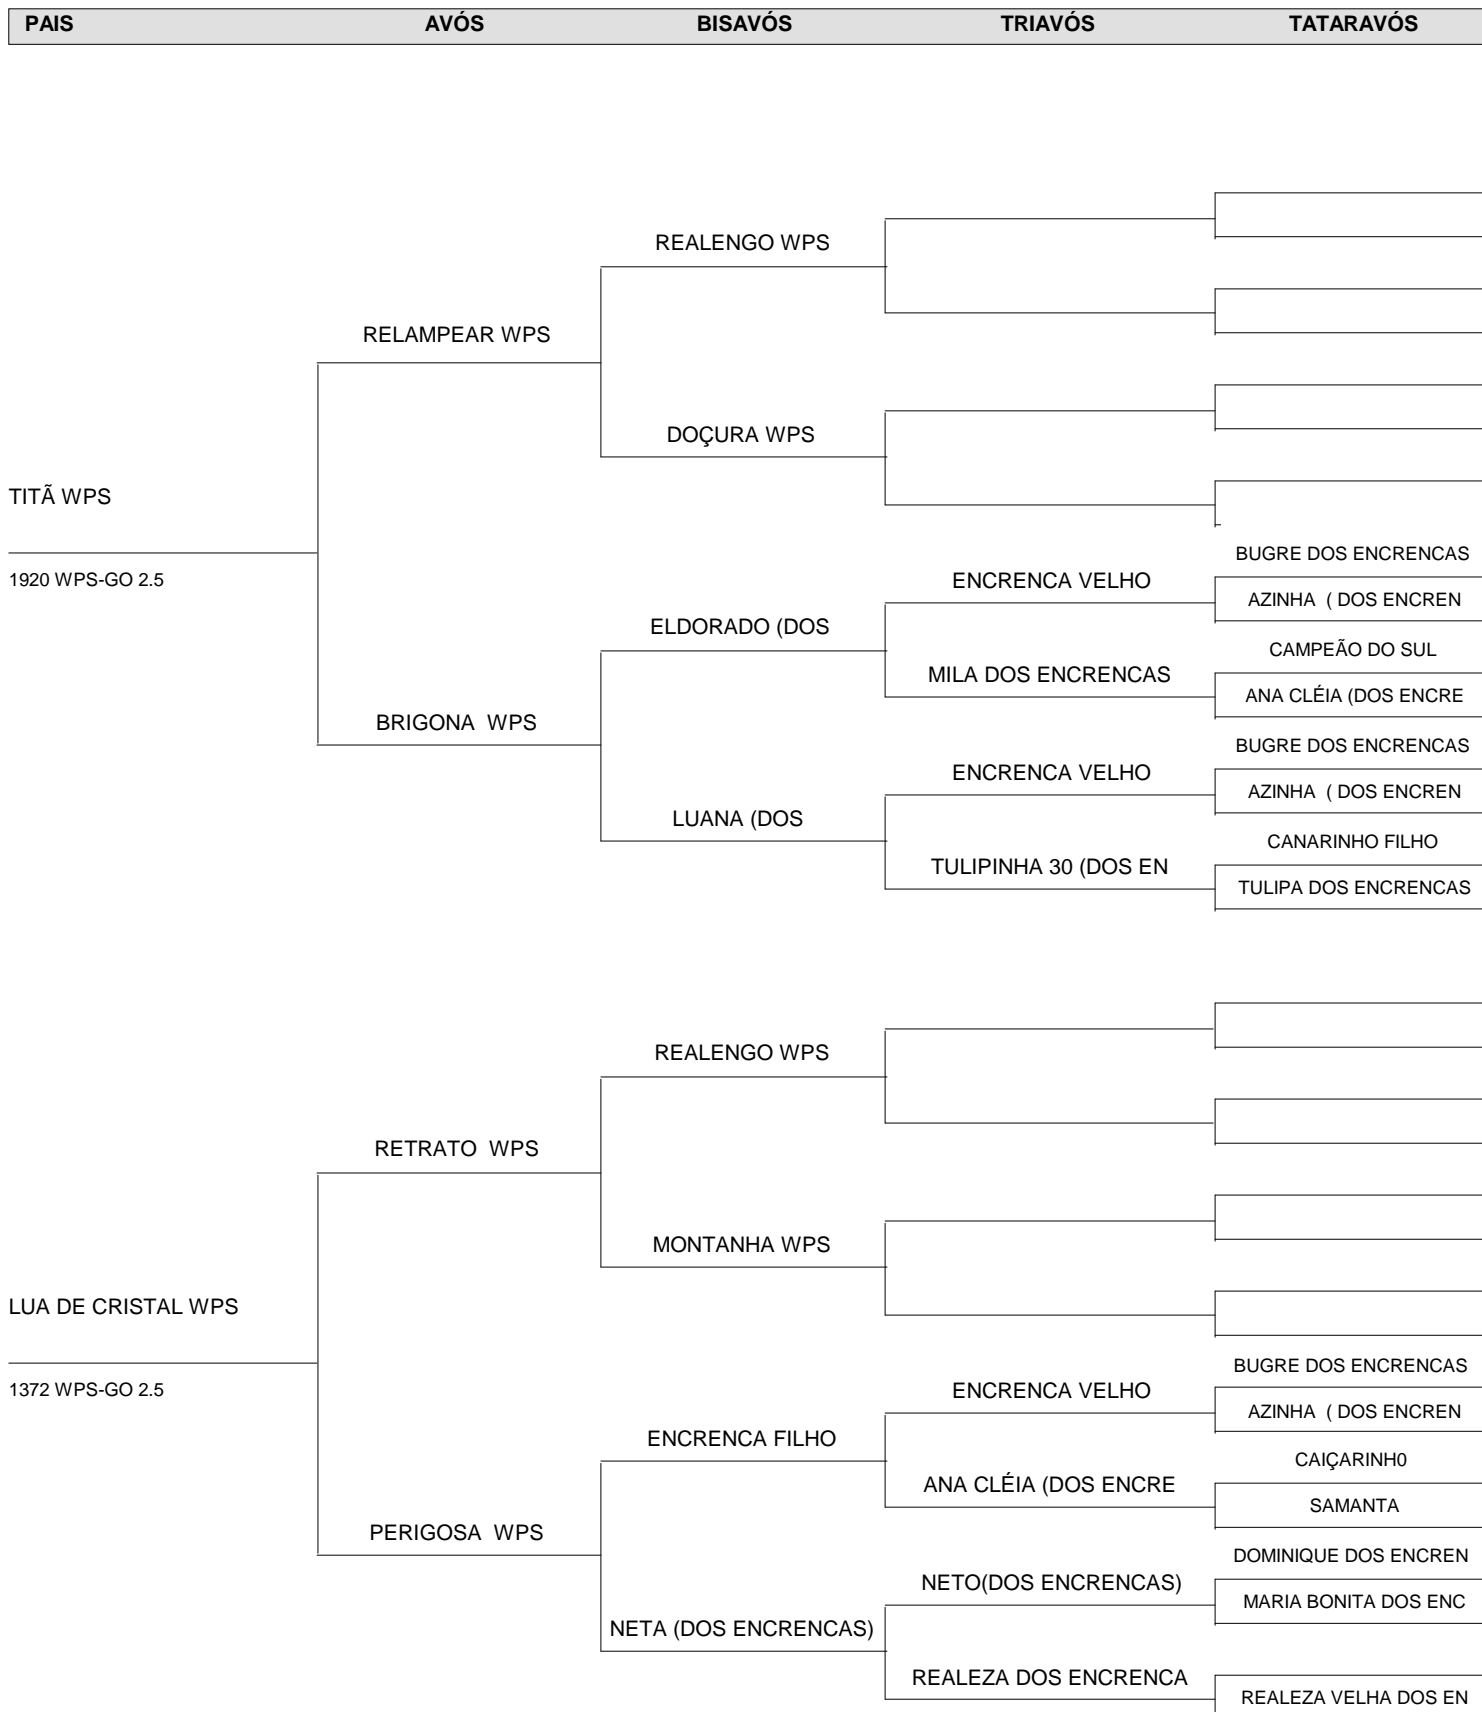 PAIS AVÓS BISAVÓS TRIAVÓS TATARAVÓS
REALENGO WPS
RELAMPEAR WPS
DOÇURA WPS
TITÃ WPS
1920 WPS-GO 2.5
BUGRE DOS ENCRENCAS
ENCRENCA VELHO
AZINHA ( DOS ENCREN
ELDORADO (DOS
CAMPEÃO DO SUL
MILA DOS ENCRENCAS
ANA CLÉIA (DOS ENCRE
BRIGONA WPS
BUGRE DOS ENCRENCAS
ENCRENCA VELHO
AZINHA ( DOS ENCREN
LUANA (DOS
CANARINHO FILHO
TULIPINHA 30 (DOS EN
TULIPA DOS ENCRENCAS
REALENGO WPS
RETRATO WPS
MONTANHA WPS
LUA DE CRISTAL WPS
1372 WPS-GO 2.5
BUGRE DOS ENCRENCAS
ENCRENCA VELHO
AZINHA ( DOS ENCREN
ENCRENCA FILHO
CAIÇARINH0
ANA CLÉIA (DOS ENCRE
SAMANTA
PERIGOSA WPS
DOMINIQUE DOS ENCREN
NETO(DOS ENCRENCAS)
MARIA BONITA DOS ENC
NETA (DOS ENCRENCAS)
REALEZA DOS ENCRENCA
REALEZA VELHA DOS EN